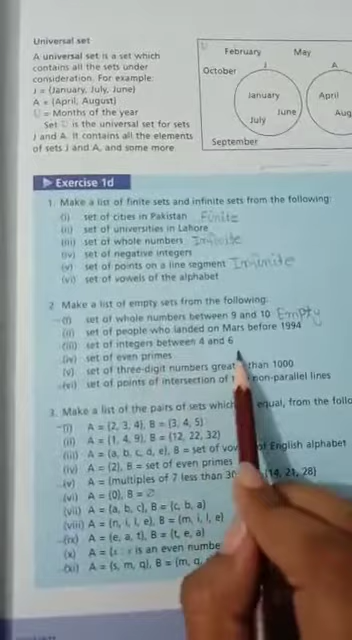 Universal set
A universal set is a set which
contains all the sets under
consideration. For example:
J = {January, July, June}
A = {April, August}
U = Months of the year
Set U is the universal set for sets
J and A. It contains all the elements
of sets J and A, and some more.
U
February May
October J A
January April
June
July Aug
September
Exercise 1d
1. Make a list of finite sets and infinite sets from the following:
(i) set of cities in Pakistan Finite
(ii) set of universities in Lahore
(iii) set of whole numbers Infinite
(iv) set of negative integers
(v) set of points on a line segment Infinite
(vi) set of vowels of the alphabet
2. Make a list of empty sets from the following:
(i) set of whole numbers between 9 and 10 Empty
(ii) set of people who landed on Mars before 1994
(iii) set of integers between 4 and 6
(iv) set of even primes
(v) set of three-digit numbers great than 1000
(vi) set of points of intersection of non-parallel lines
3. Make a list of the pairs of sets which equal, from the follo
(i) A = {2, 3, 4}, B = {3, 4, 5}
(ii) A = {1, 4, 9}, B = {12, 22, 32}
(iii) A = {a, b, c, d, e}, B = set of vow of English alphabet
(iv) A = {2}, B = set of even primes
(v) A = {multiples of 7 less than 30 {14, 21, 28}
(vi) A = {0}, B = ∅
(vii) A = {a, b, c}, B = {c, b, a}
(viii) A = {n, i, l, e}, B = {m, i, l, e}
(ix) A = {e, a, t}, B = {t, e, a}
(x) A = {x : x is an even numbe
(xi) A = {s, m, q}, B = {m, q,